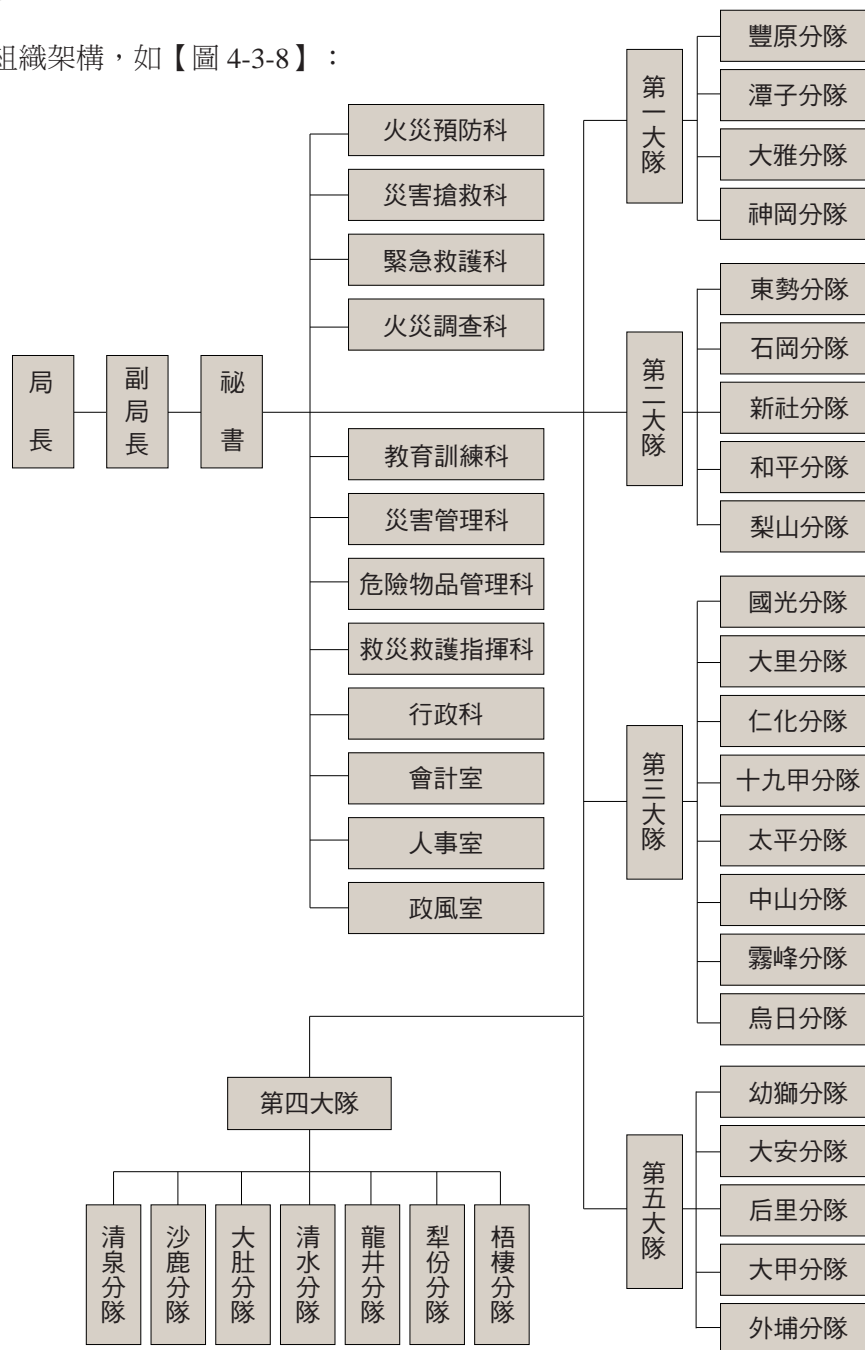 組織架構，如【圖 4-3-8】：
局長
副局長
祕書
火災預防科
災害搶救科
緊急救護科
火災調查科
教育訓練科
災害管理科
危險物品管理科
救災救護指揮科
行政科
會計室
人事室
政風室
第一大隊
豐原分隊
潭子分隊
大雅分隊
神岡分隊
第二大隊
東勢分隊
石岡分隊
新社分隊
和平分隊
梨山分隊
第三大隊
國光分隊
大里分隊
仁化分隊
十九甲分隊
太平分隊
中山分隊
霧峰分隊
烏日分隊
第四大隊
清泉分隊
沙鹿分隊
大肚分隊
清水分隊
龍井分隊
犁份分隊
梧棲分隊
第五大隊
幼獅分隊
大安分隊
后里分隊
大甲分隊
外埔分隊